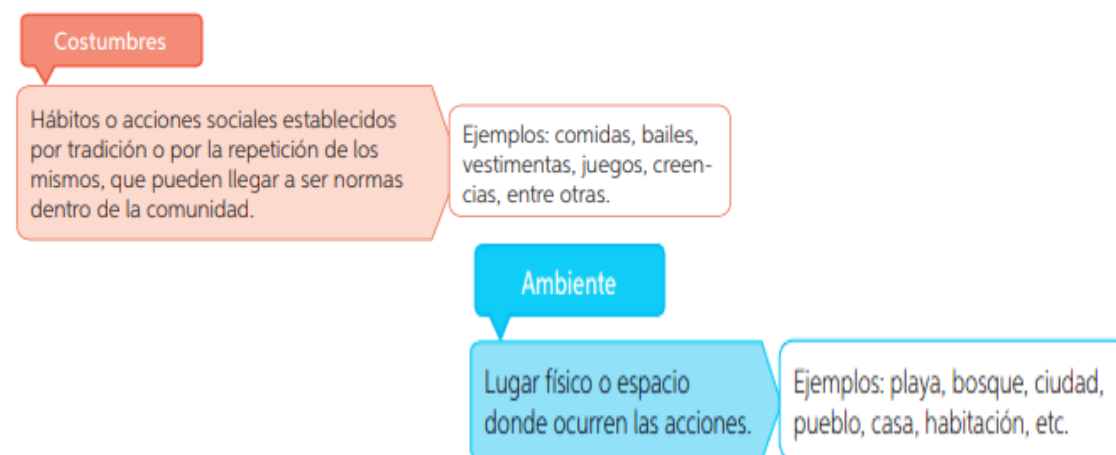 Costumbres
Hábitos o acciones sociales establecidos
por tradición o por la repetición de los
mismos, que pueden llegar a ser normas
dentro de la comunidad.
Ejemplos: comidas, bailes,
vestimentas, juegos, creen-
cias, entre otras.
Ambiente
Lugar físico o espacio
donde ocurren las acciones.
Ejemplos: playa, bosque, ciudad,
pueblo, casa, habitación, etc.